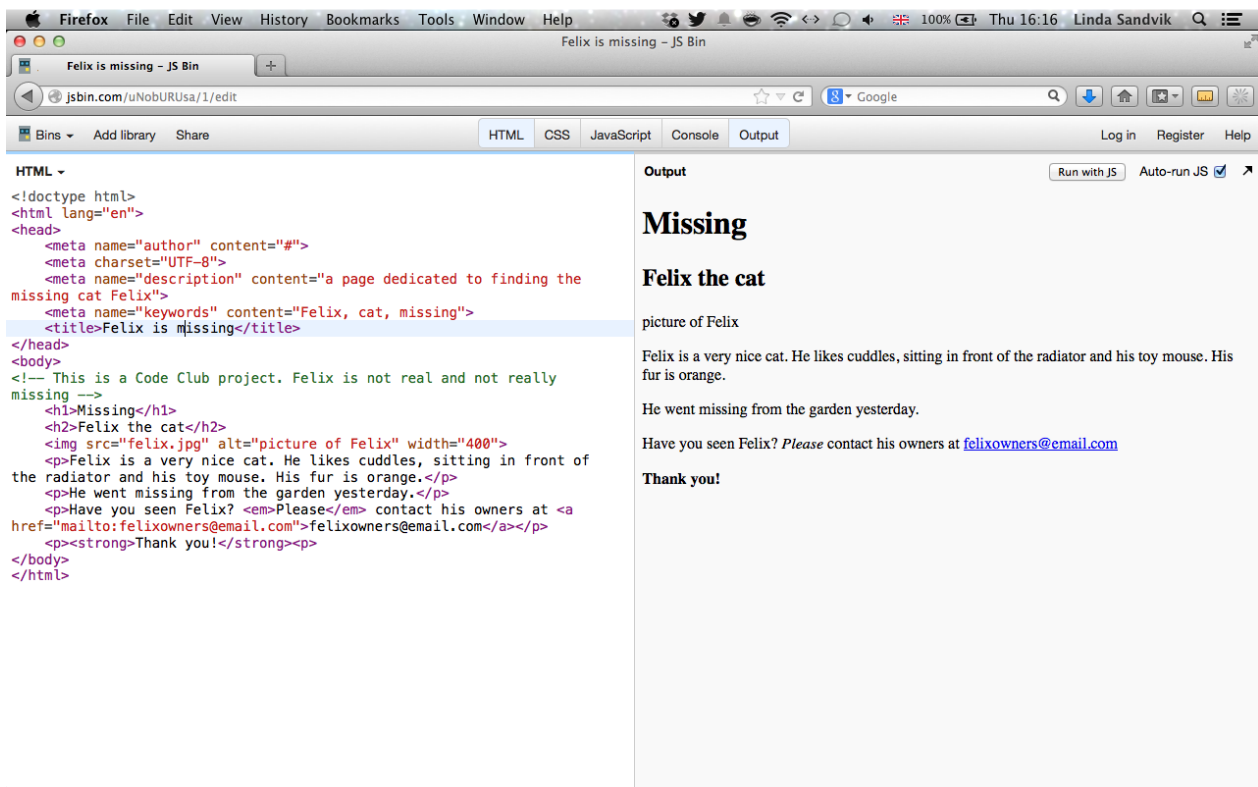 Firefox File Edit View History Bookmarks Tools Window Help 100% Thu 16:16 Linda Sandvik
Felix is missing – JS Bin
Felix is missing – JS Bin
jsbin.com/uNobURUsa/1/edit
Google
Bins Add library Share HTML CSS JavaScript Console Output Log in Register Help
HTML
<!doctype html>
<html lang="en">
<head>
    <meta name="author" content="#">
    <meta charset="UTF-8">
    <meta name="description" content="a page dedicated to finding the
missing cat Felix">
    <meta name="keywords" content="Felix, cat, missing">
    <title>Felix is missing</title>
</head>
<body>
<!-- This is a Code Club project. Felix is not real and not really
missing -->
    <h1>Missing</h1>
    <h2>Felix the cat</h2>
    <img src="felix.jpg" alt="picture of Felix" width="400">
    <p>Felix is a very nice cat. He likes cuddles, sitting in front of
the radiator and his toy mouse. His fur is orange.</p>
    <p>He went missing from the garden yesterday.</p>
    <p>Have you seen Felix? <em>Please</em> contact his owners at <a
href="mailto:felixowners@email.com">felixowners@email.com</a></p>
    <p><strong>Thank you!</strong><p>
</body>
</html>
Output Run with JS Auto-run JS
Missing
Felix the cat
picture of Felix
Felix is a very nice cat. He likes cuddles, sitting in front of the radiator and his toy mouse. His
fur is orange.
He went missing from the garden yesterday.
Have you seen Felix? Please contact his owners at felixowners@email.com
Thank you!